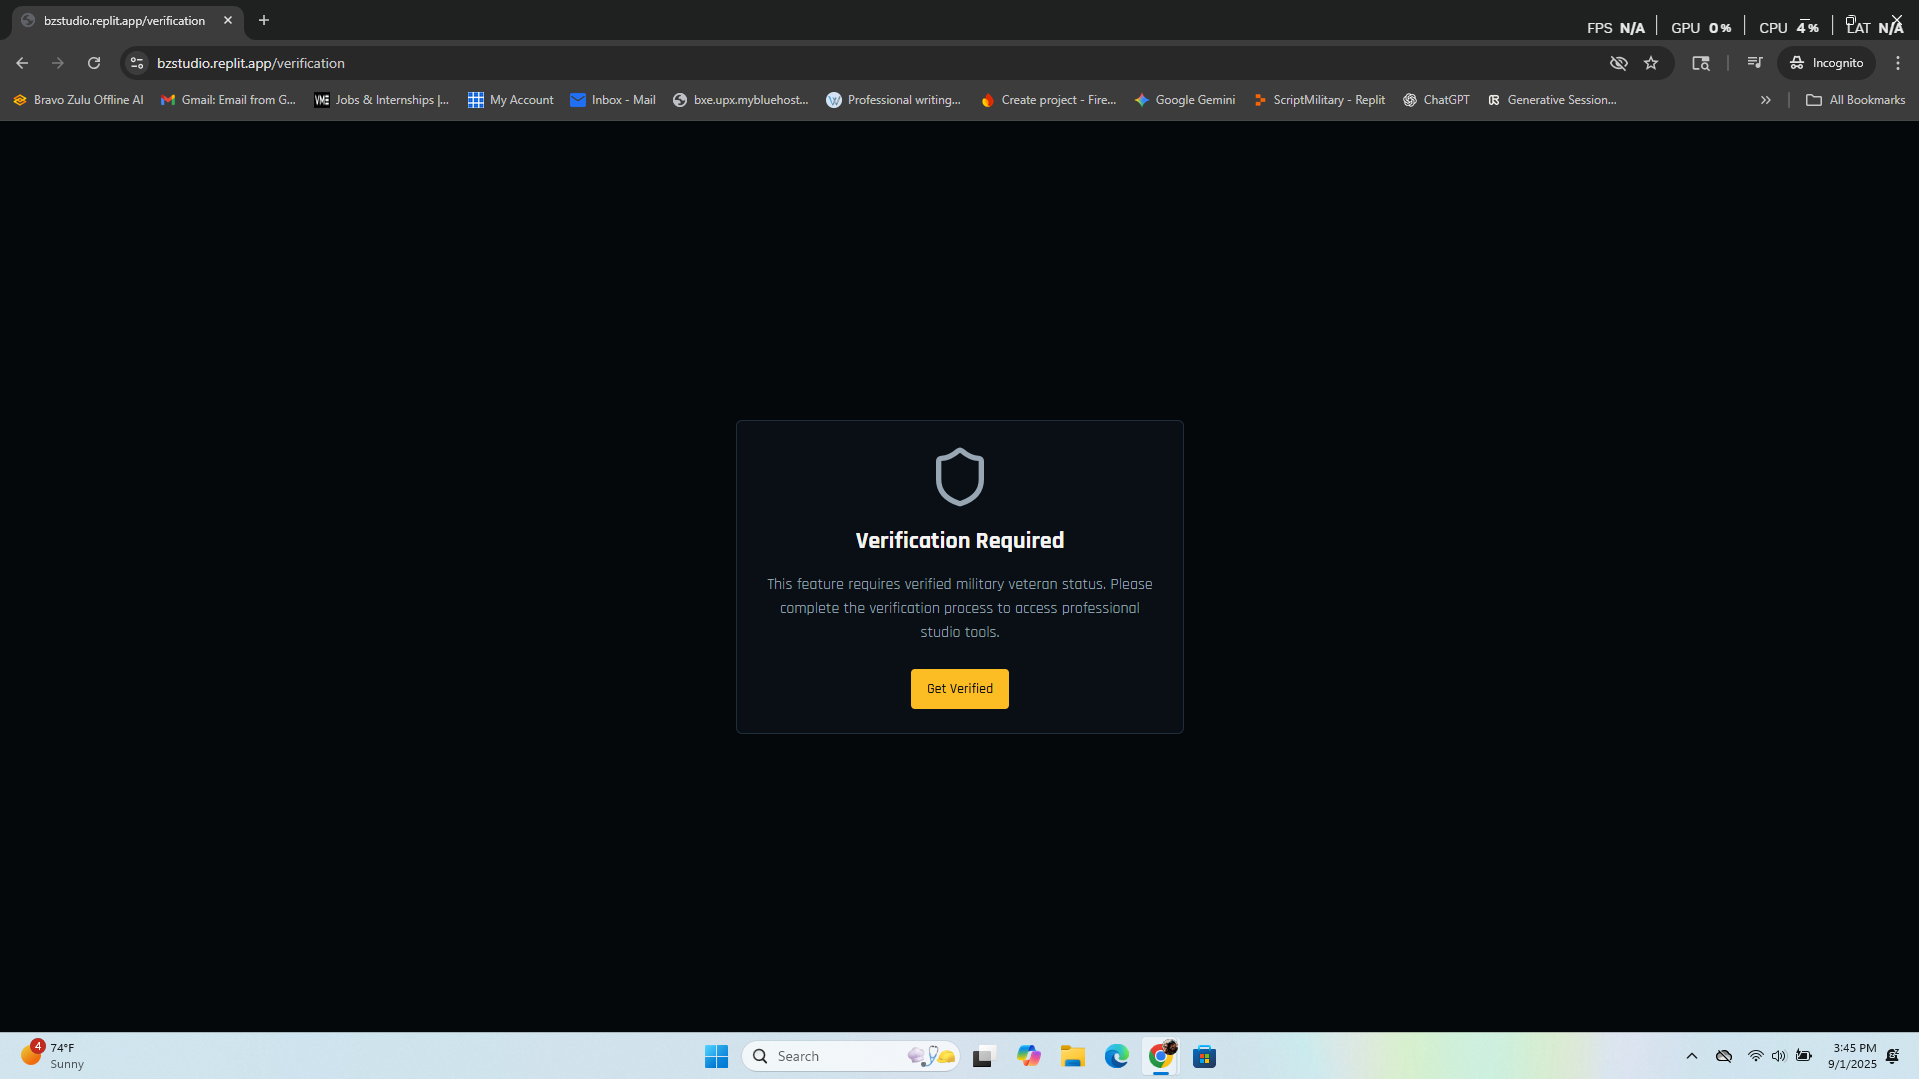 bzstudio.replit.app/verification
FPS N/A GPU 0% CPU 4% LAT N/A
bzstudio.replit.app/verification
Incognito
Bravo Zulu Offline AI Gmail: Email from G... VME Jobs & Internships |... My Account Inbox - Mail bxe.upx.mybluehost... Professional writing... Create project - Fire... Google Gemini ScriptMilitary - Replit ChatGPT Generative Session... All Bookmarks
Verification Required
This feature requires verified military veteran status. Please
complete the verification process to access professional
studio tools.
Get Verified
4
74°F
Sunny
Search
3:45 PM
9/1/2025